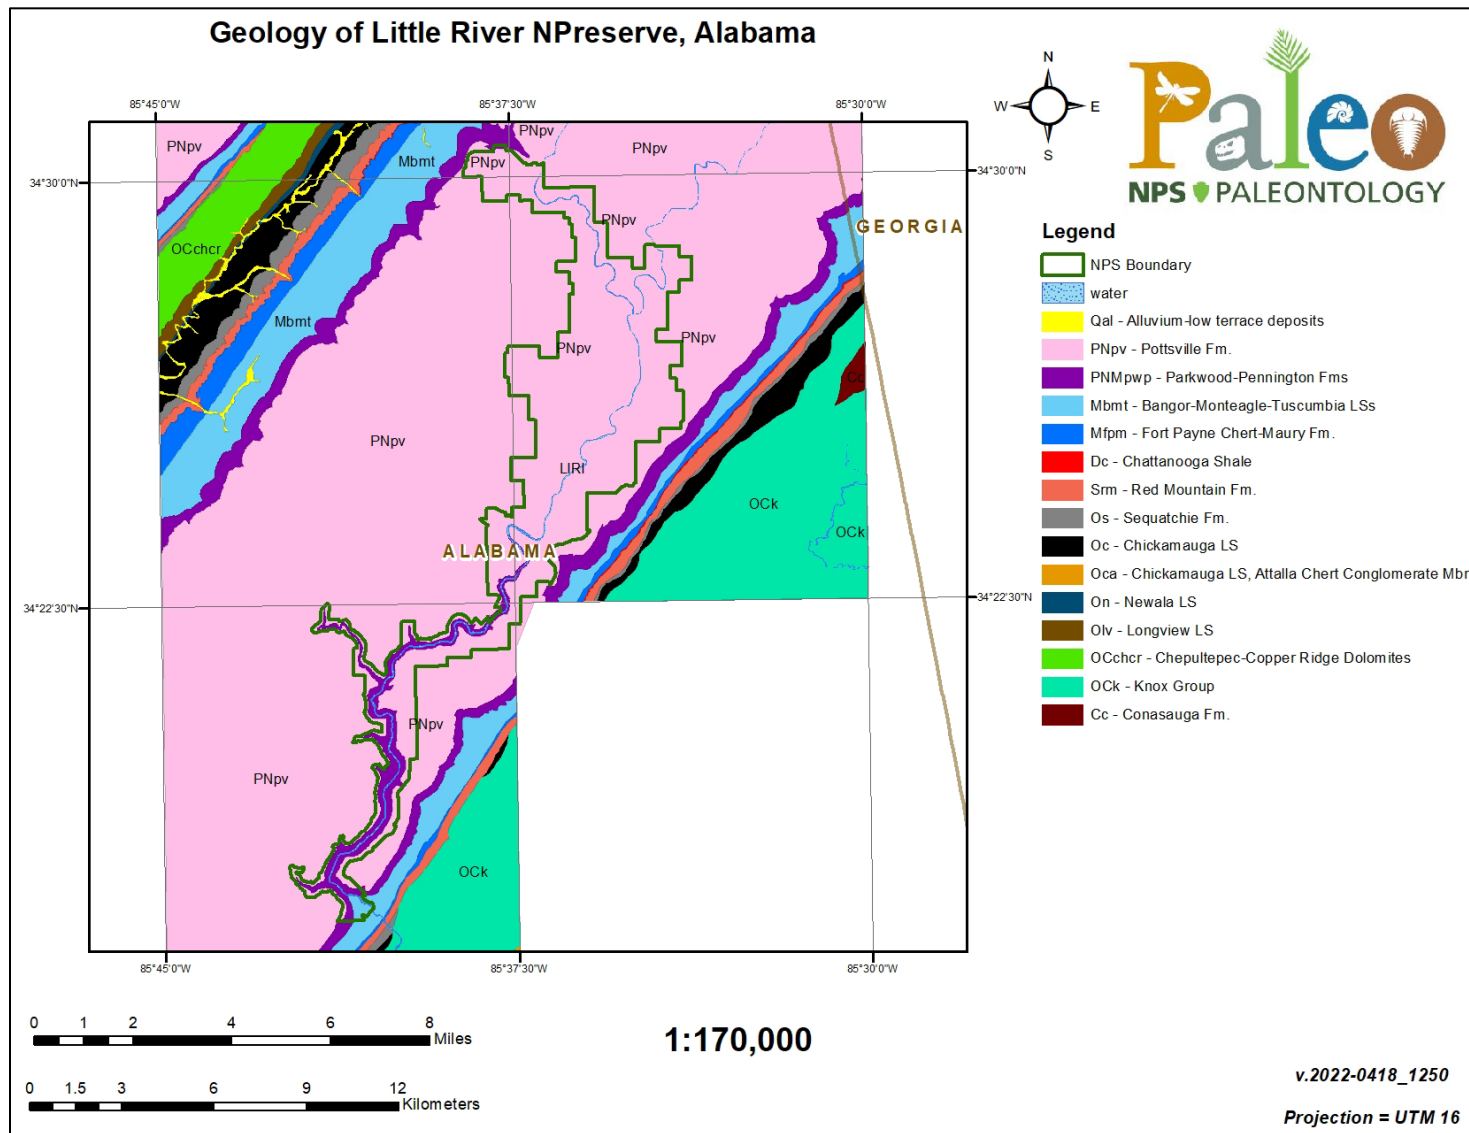 Geology of Little River NPreserve, Alabama
N
W E
S
Paleo
NPS PALEONTOLOGY
85°45'0"W 85°37'30"W 85°30'0"W
34°30'0"N 34°30'0"N
PNpv
PNpv
PNpv
PNpv
Mbmt
PNpv
GEORGIA
OCchcr
Mbmt
PNpv
PNpv
Cc
PNpv
LIRI
OCk
OCk
ALABAMA
34°22'30"N 34°22'30"N
PNpv
PNpv
OCk
85°45'0"W 85°37'30"W 85°30'0"W
Legend
NPS Boundary
water
Qal - Alluvium-low terrace deposits
PNpv - Pottsville Fm.
PNMpwp - Parkwood-Pennington Fms
Mbmt - Bangor-Monteagle-Tuscumbia LSs
Mfpm - Fort Payne Chert-Maury Fm.
Dc - Chattanooga Shale
Srm - Red Mountain Fm.
Os - Sequatchie Fm.
Oc - Chickamauga LS
Oca - Chickamauga LS, Attalla Chert Conglomerate Mbr
On - Newala LS
Olv - Longview LS
OCchcr - Chepultepec-Copper Ridge Dolomites
OCk - Knox Group
Cc - Conasauga Fm.
0 1 2 4 6 8
Miles
0 1.5 3 6 9 12
Kilometers
1:170,000
v.2022-0418_1250
Projection = UTM 16